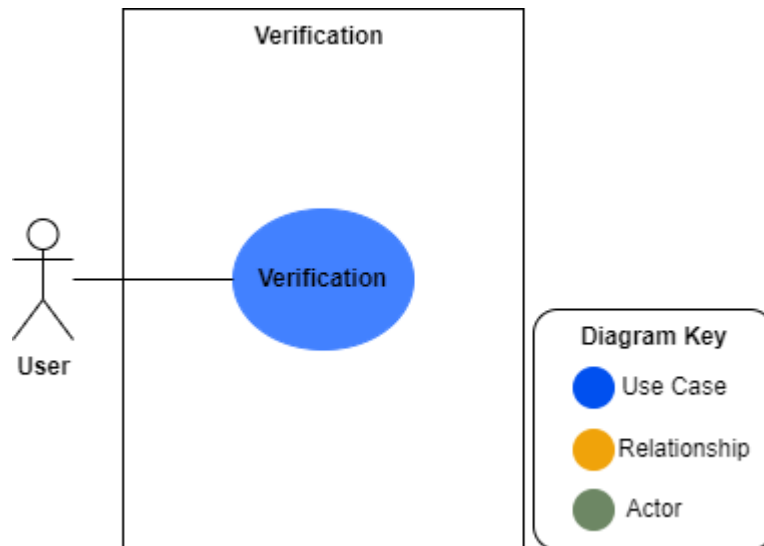 Verification
Verification
User
Diagram Key
Use Case
Relationship
Actor